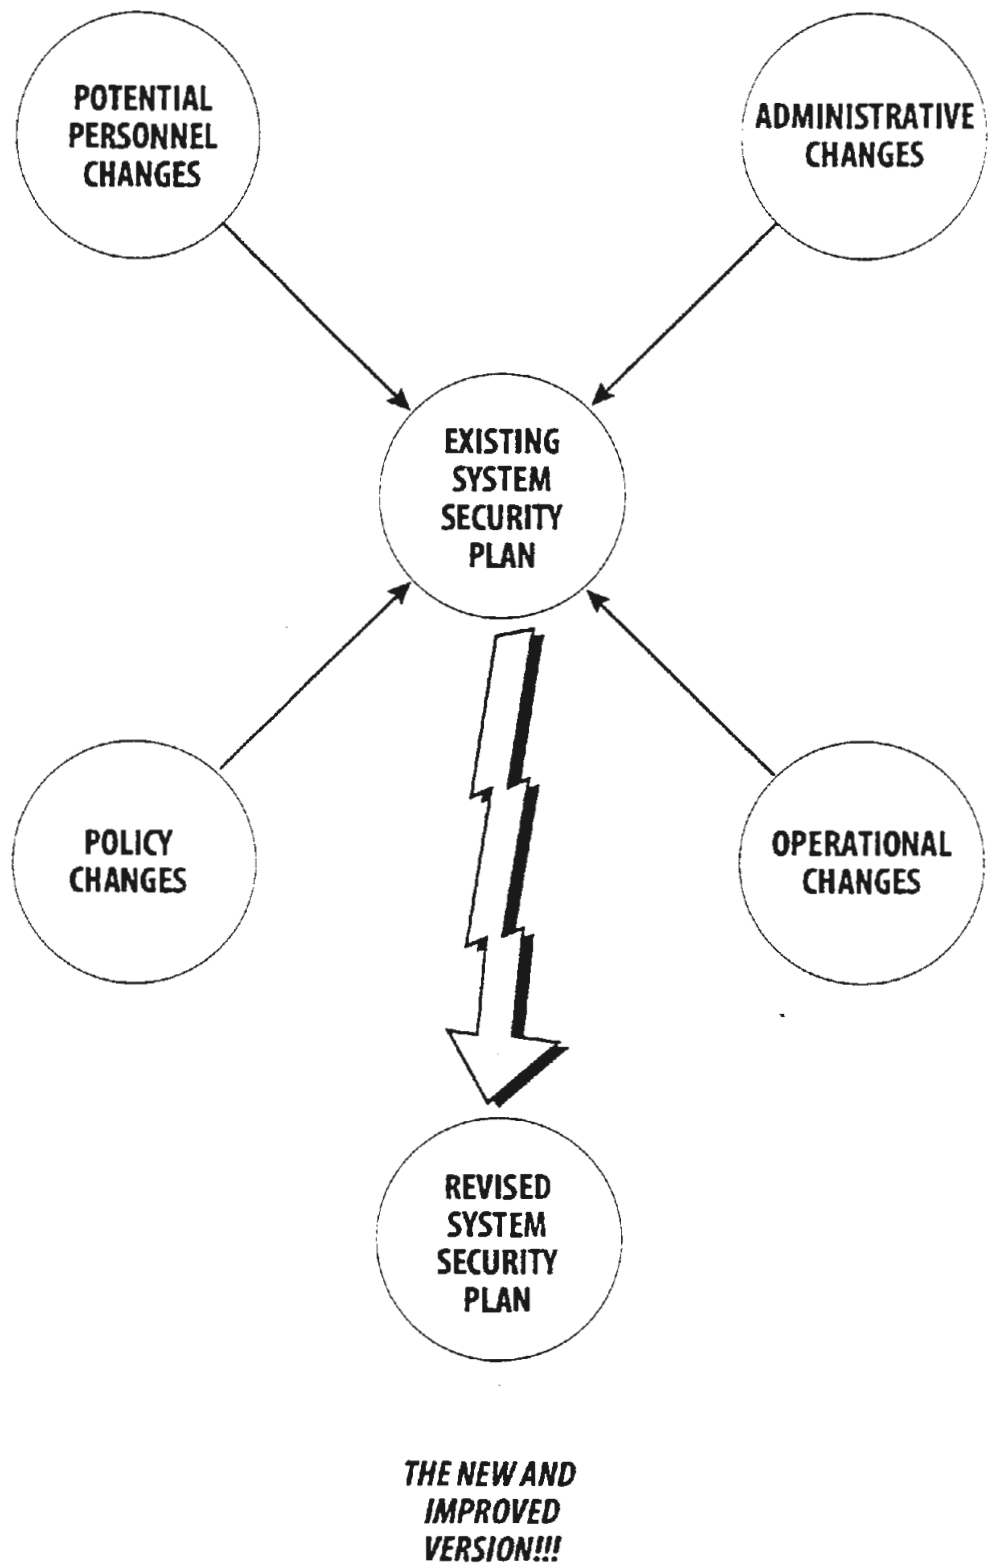 POTENTIAL
PERSONNEL
CHANGES
ADMINISTRATIVE
CHANGES
EXISTING
SYSTEM
SECURITY
PLAN
POLICY
CHANGES
OPERATIONAL
CHANGES
REVISED
SYSTEM
SECURITY
PLAN
THE NEW AND
IMPROVED
VERSION!!!